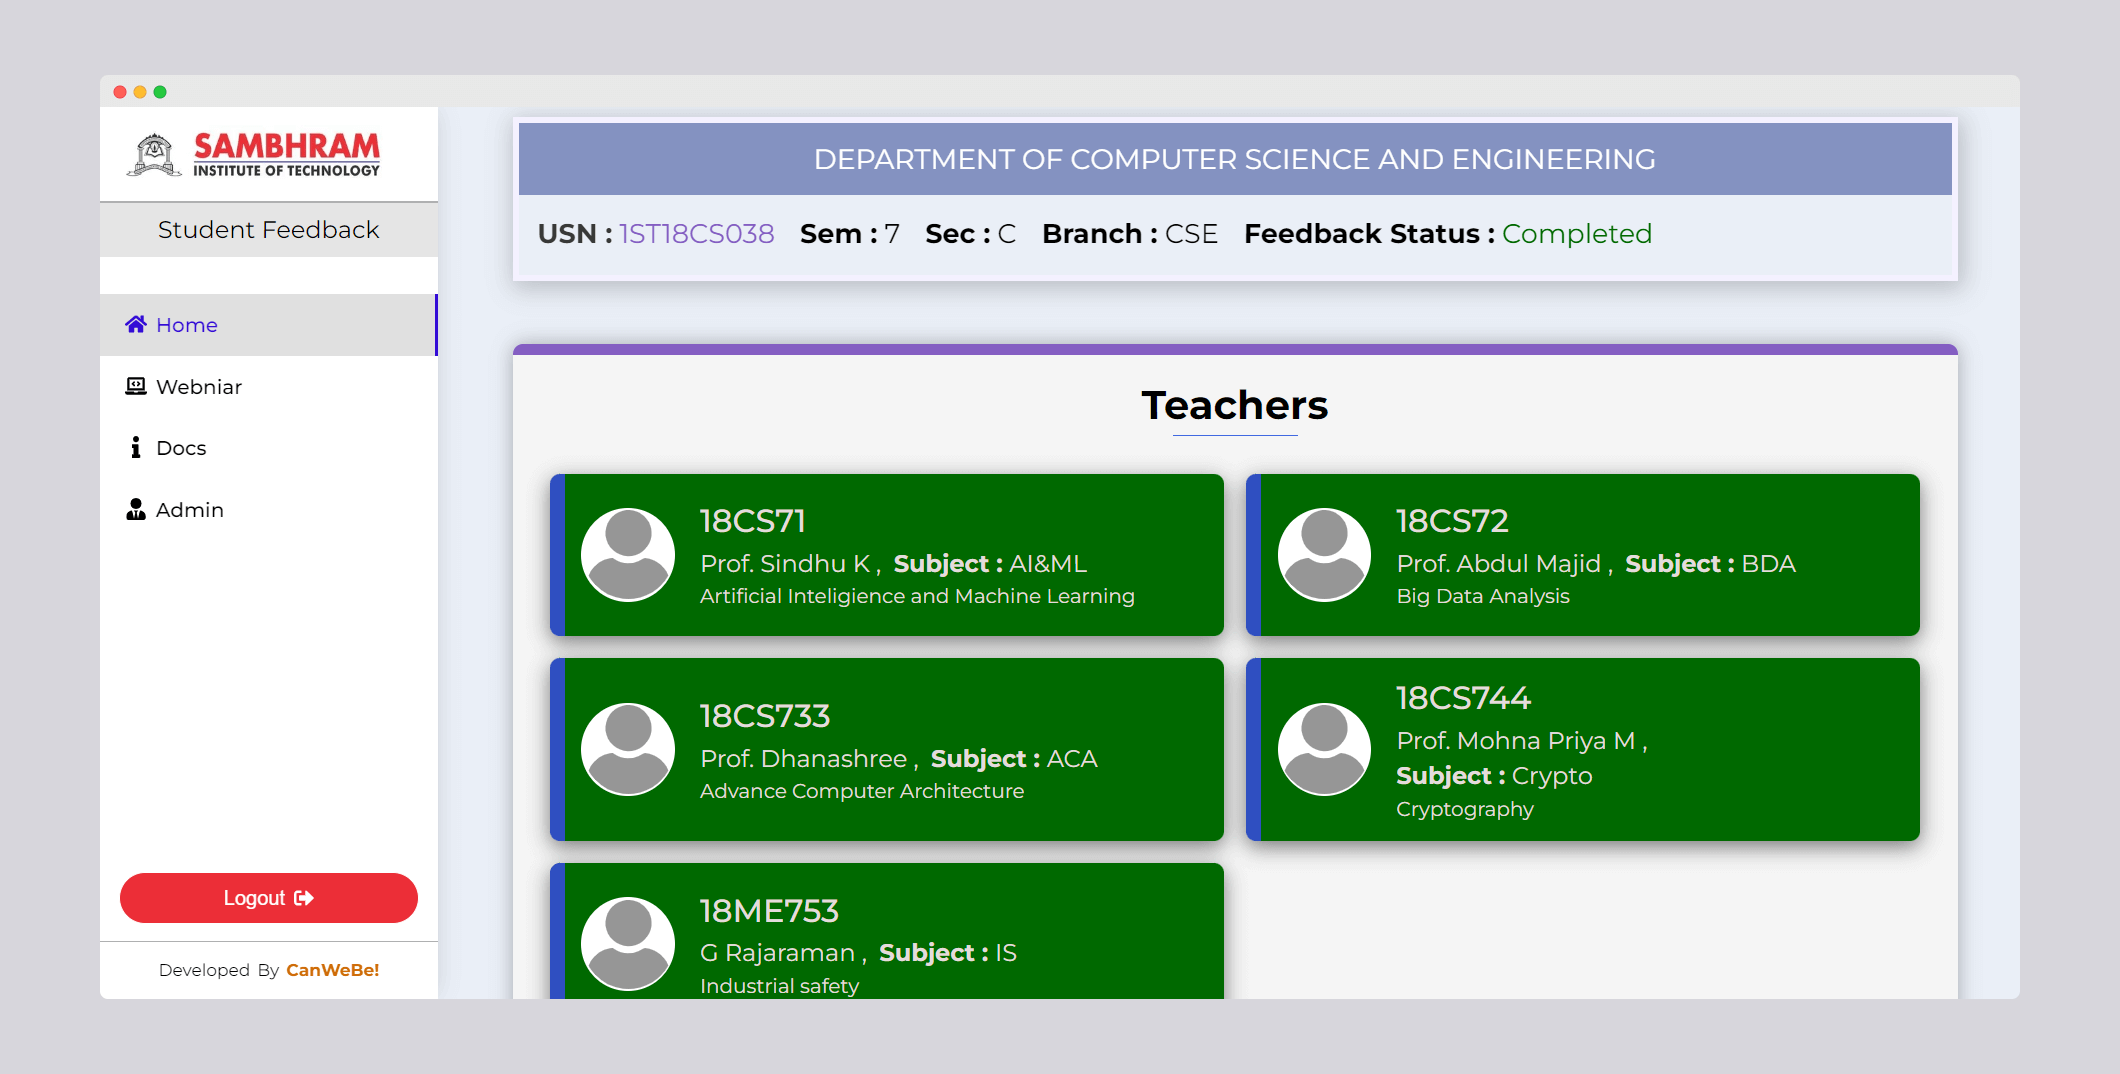 SAMBHRAM
INSTITUTE OF TECHNOLOGY
Student Feedback
Home
Webniar
Docs
Admin
Logout
Developed By CanWeBe!
DEPARTMENT OF COMPUTER SCIENCE AND ENGINEERING
USN : 1ST18CS038 Sem : 7 Sec : C Branch : CSE Feedback Status : Completed
Teachers
18CS71
Prof. Sindhu K , Subject : AI&ML
Artificial Inteligience and Machine Learning
18CS72
Prof. Abdul Majid , Subject : BDA
Big Data Analysis
18CS733
Prof. Dhanashree , Subject : ACA
Advance Computer Architecture
18CS744
Prof. Mohna Priya M ,
Subject : Crypto
Cryptography
18ME753
G Rajaraman , Subject : IS
Industrial safety